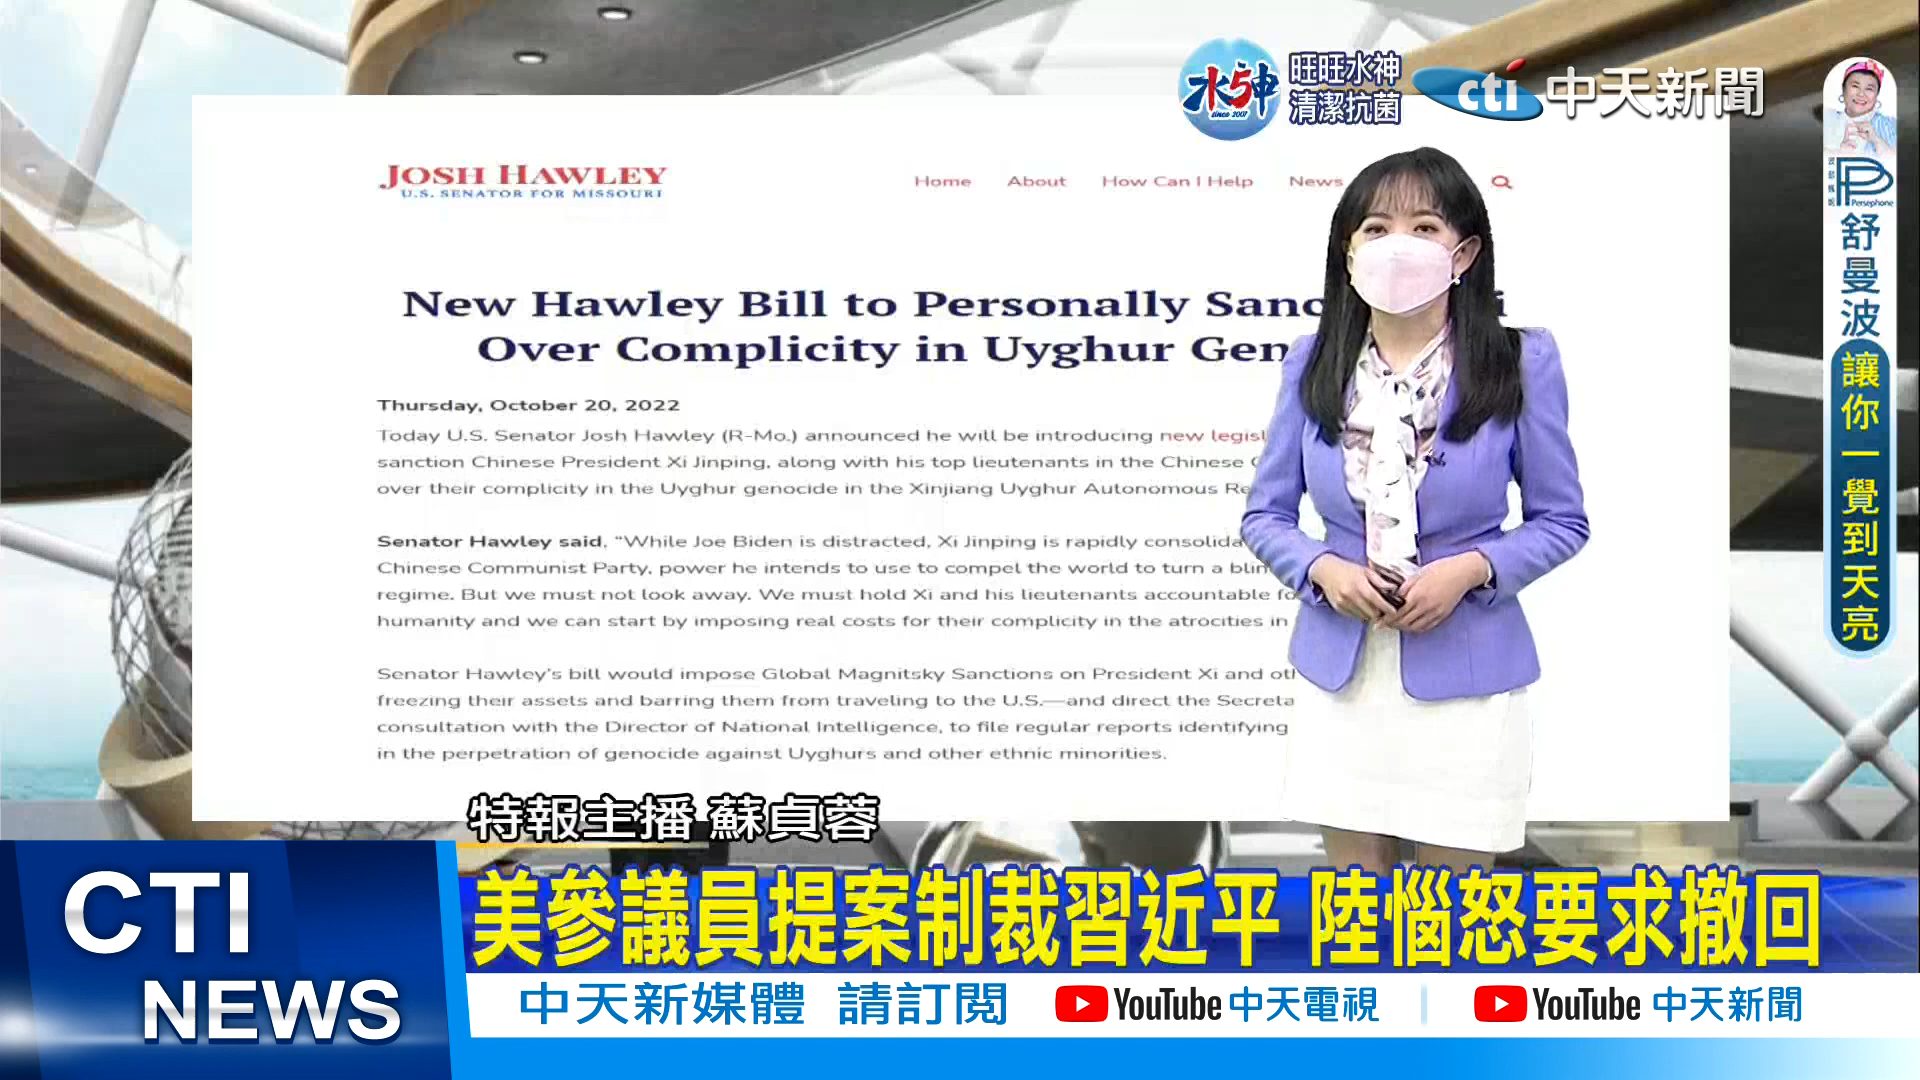 水神
since 2007
旺旺水神
清潔抗菌
cti 中天新聞
JOSH HAWLEY
U.S. SENATOR FOR MISSOURI
Home About How Can I Help News
New Hawley Bill to Personally Sanc
Over Complicity in Uyghur Gen
Thursday, October 20, 2022
Today U.S. Senator Josh Hawley (R-Mo.) announced he will be introducing new legisl
sanction Chinese President Xi Jinping, along with his top lieutenants in the Chinese
over their complicity in the Uyghur genocide in the Xinjiang Uyghur Autonomous Re
Senator Hawley said, “While Joe Biden is distracted, Xi Jinping is rapidly consolida
Chinese Communist Party, power he intends to use to compel the world to turn a blin
regime. But we must not look away. We must hold Xi and his lieutenants accountable fo
humanity and we can start by imposing real costs for their complicity in the atrocities in
Senator Hawley’s bill would impose Global Magnitsky Sanctions on President Xi and oth
freezing their assets and barring them from traveling to the U.S.—and direct the Secreta
consultation with the Director of National Intelligence, to file regular reports identifying
in the perpetration of genocide against Uyghurs and other ethnic minorities.
Persephone
舒曼波
讓你一覺到天亮
特報主播 蘇貞蓉
CTI
NEWS
美參議員提案制裁習近平 陸惱怒要求撤回
中天新媒體 請訂閱 YouTube 中天電視 YouTube 中天新聞